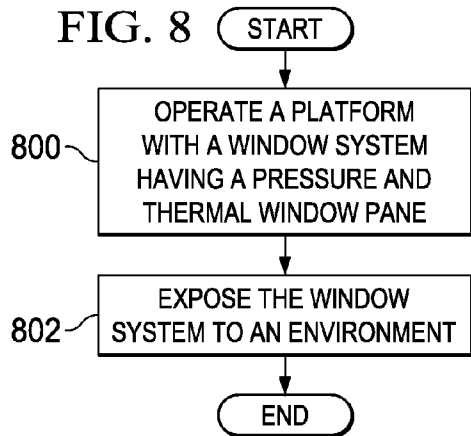 FIG. 8
START
800
OPERATE A PLATFORM
WITH A WINDOW SYSTEM
HAVING A PRESSURE AND
THERMAL WINDOW PANE
802
EXPOSE THE WINDOW
SYSTEM TO AN ENVIRONMENT
END